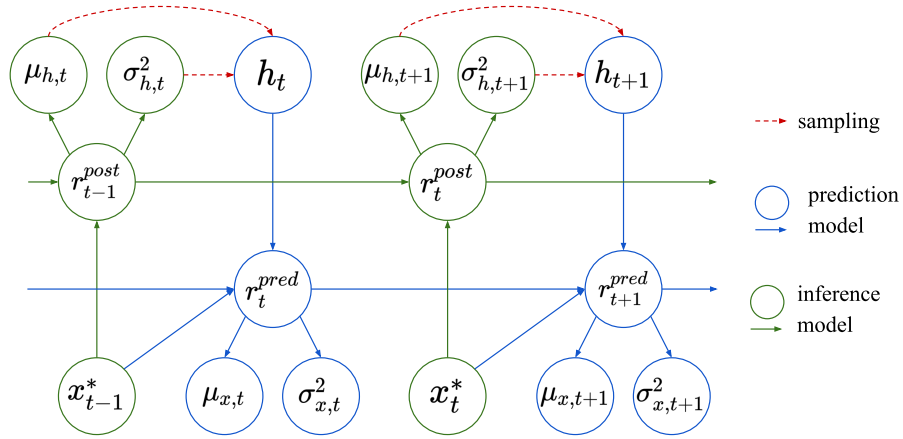 μ_{h,t} σ²_{h,t} h_t μ_{h,t+1} σ²_{h,t+1} h_{t+1}
sampling
r^{post}_{t−1} r^{post}_t
prediction
model
r^{pred}_t r^{pred}_{t+1}
inference
model
x*_{t−1} μ_{x,t} σ²_{x,t} x*_t μ_{x,t+1} σ²_{x,t+1}